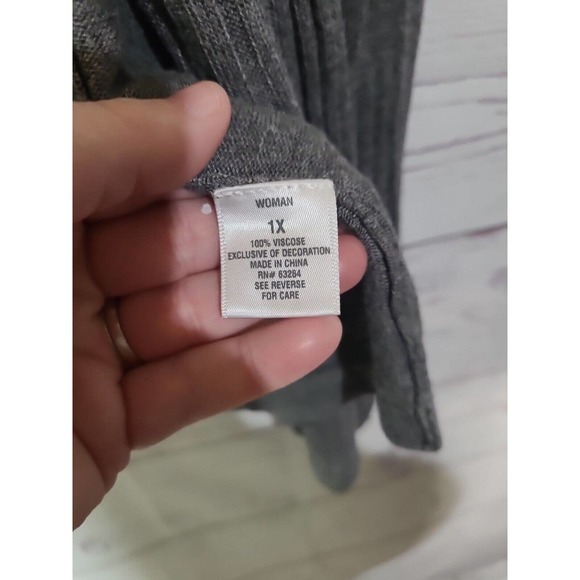 WOMAN
1X
100% VISCOSE
EXCLUSIVE OF DECORATION
MADE IN CHINA
RN# 63264
SEE REVERSE
FOR CARE